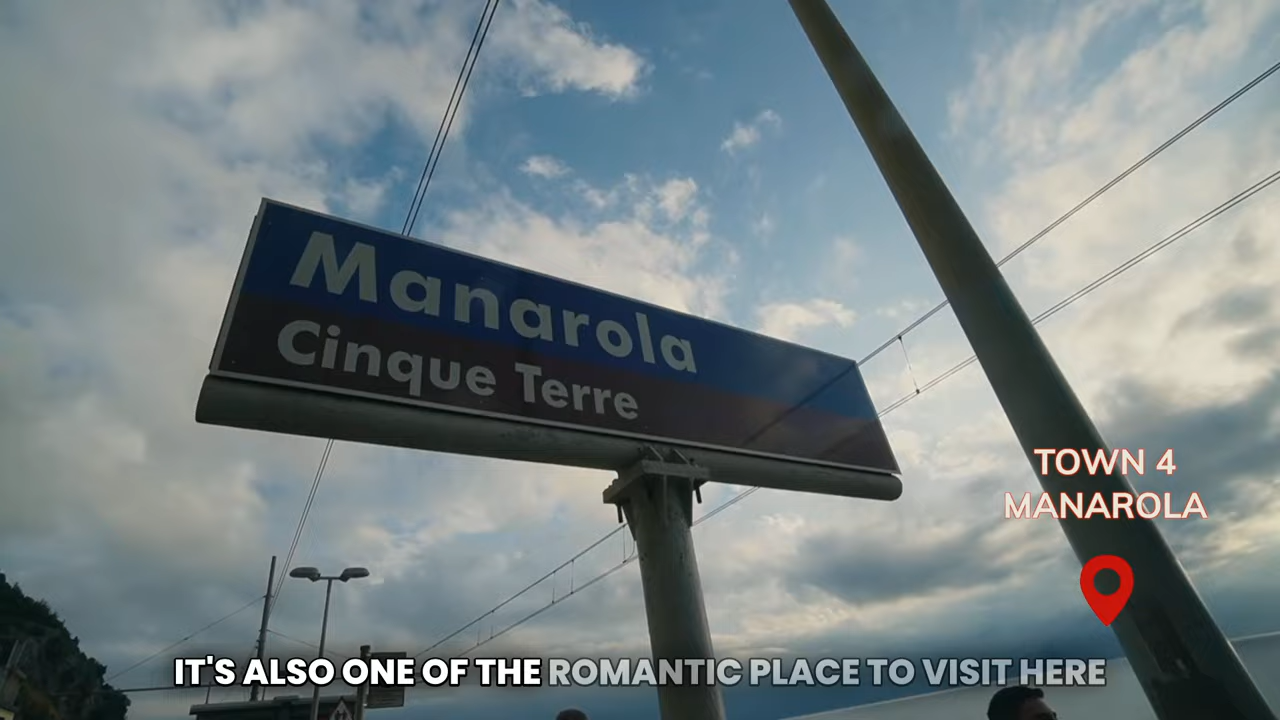 Manarola
Cinque Terre
TOWN 4
MANAROLA
IT'S ALSO ONE OF THE ROMANTIC PLACE TO VISIT HERE